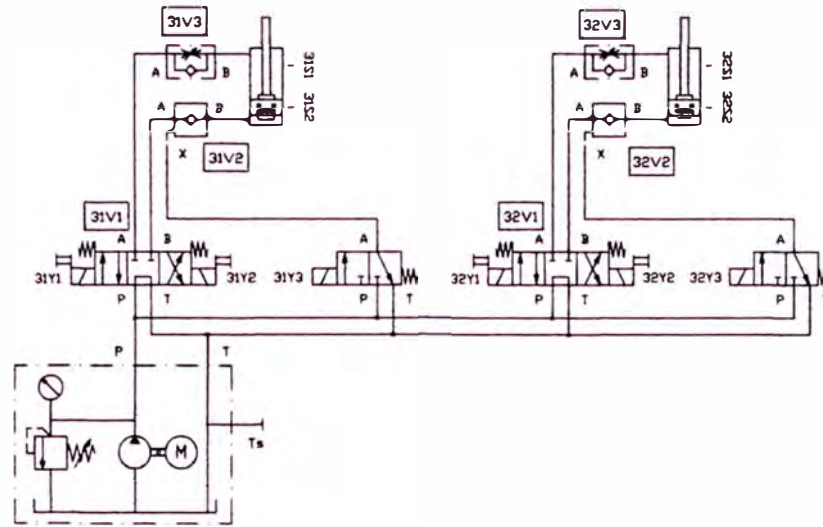 31V3
32V3
A B
A B
31S1
32S1
31S2
32S2
A B
A B
X
31V2
X
32V2
31V1
32V1
A B A
A B A
31Y1 31Y2 31Y3
32Y1 32Y2 32Y3
P T P T
P T P T
P T
Ts
M